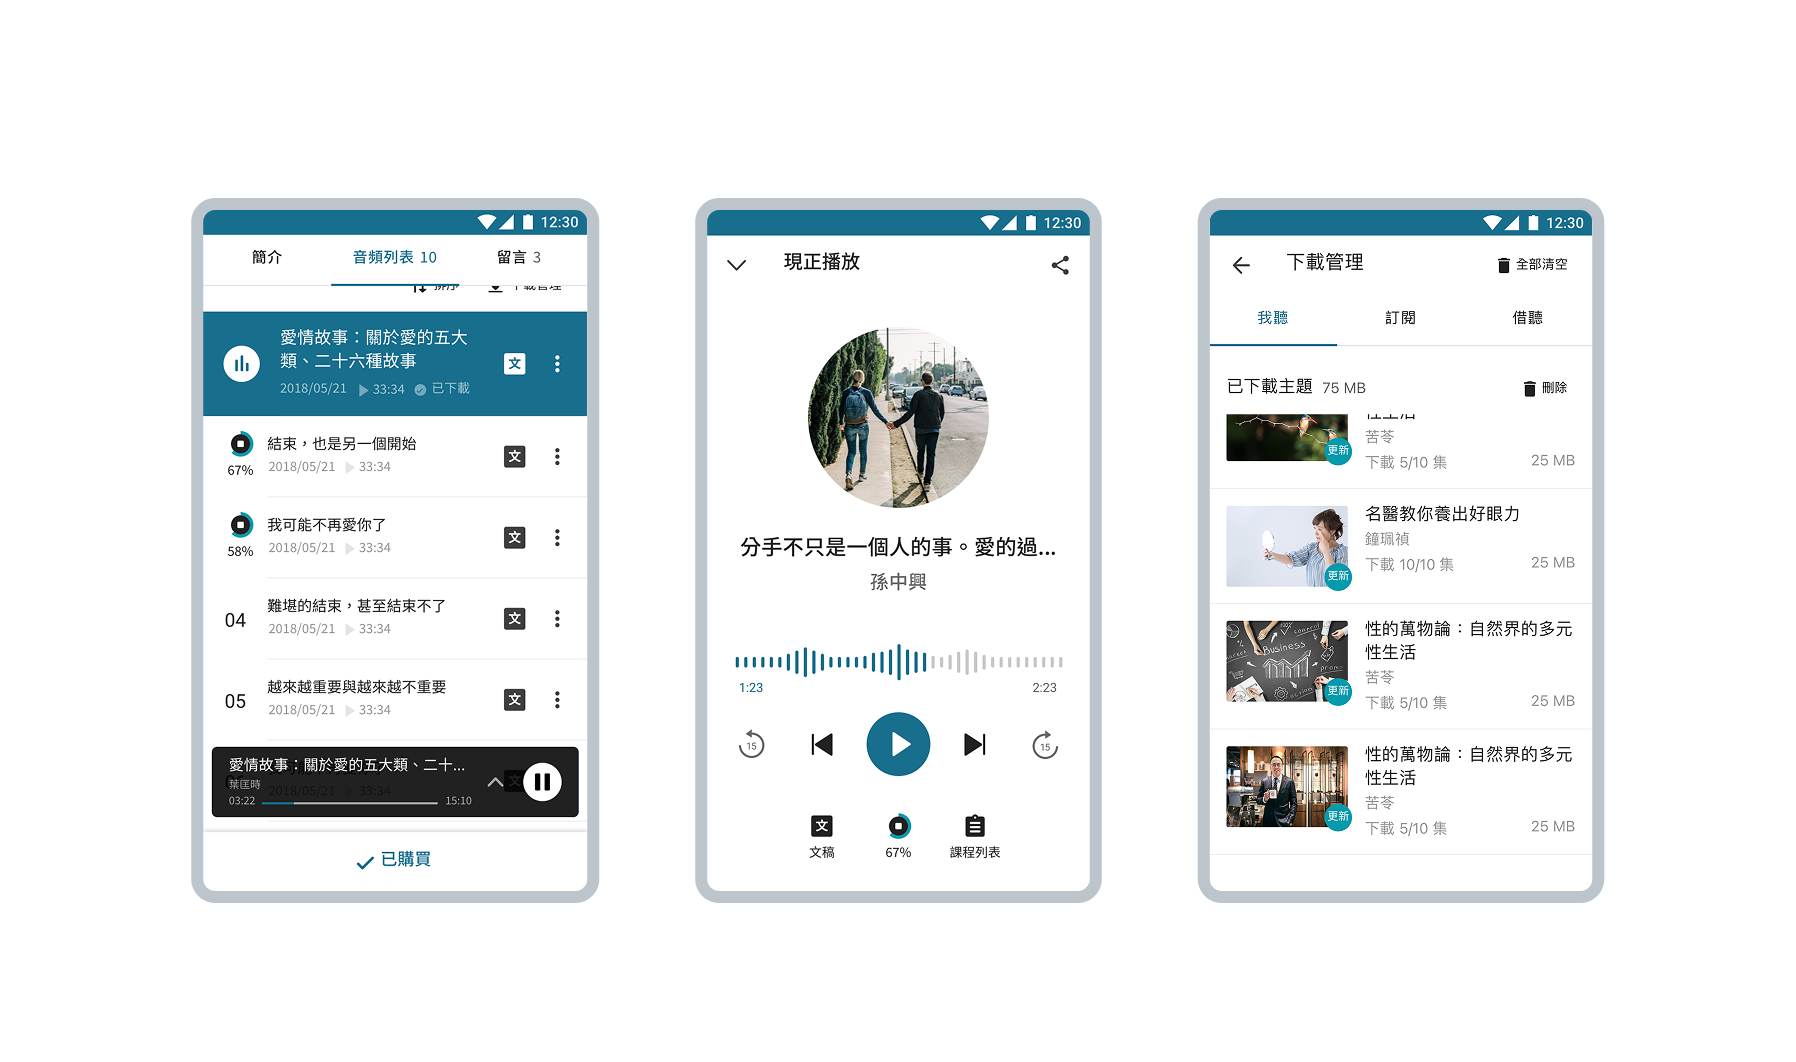 12:30
簡介
音頻列表 10
留言 3
排序
下載管理
愛情故事：關於愛的五大
類、二十六種故事
文
2018/05/21 33:34 已下載
結束，也是另一個開始
67%
2018/05/21 33:34
文
我可能不再愛你了
58%
2018/05/21 33:34
文
04
難堪的結束，甚至結束不了
2018/05/21 33:34
文
05
越來越重要與越來越不重要
2018/05/21 33:34
文
愛情故事：關於愛的五大類、二十...
葉匡時
03:22
15:10
已購買
12:30
現正播放
分手不只是一個人的事。愛的過...
孫中興
1:23
2:23
15
15
文
文稿
67%
課程列表
12:30
下載管理
全部清空
我聽
訂閱
借聽
已下載主題 75 MB
刪除
性生活
苦苓
更新
下載 5/10 集
25 MB
名醫教你養出好眼力
鐘珮禎
下載 10/10 集
更新
25 MB
性的萬物論：自然界的多元
性生活
Business
苦苓
更新
下載 5/10 集
25 MB
性的萬物論：自然界的多元
性生活
苦苓
更新
下載 5/10 集
25 MB